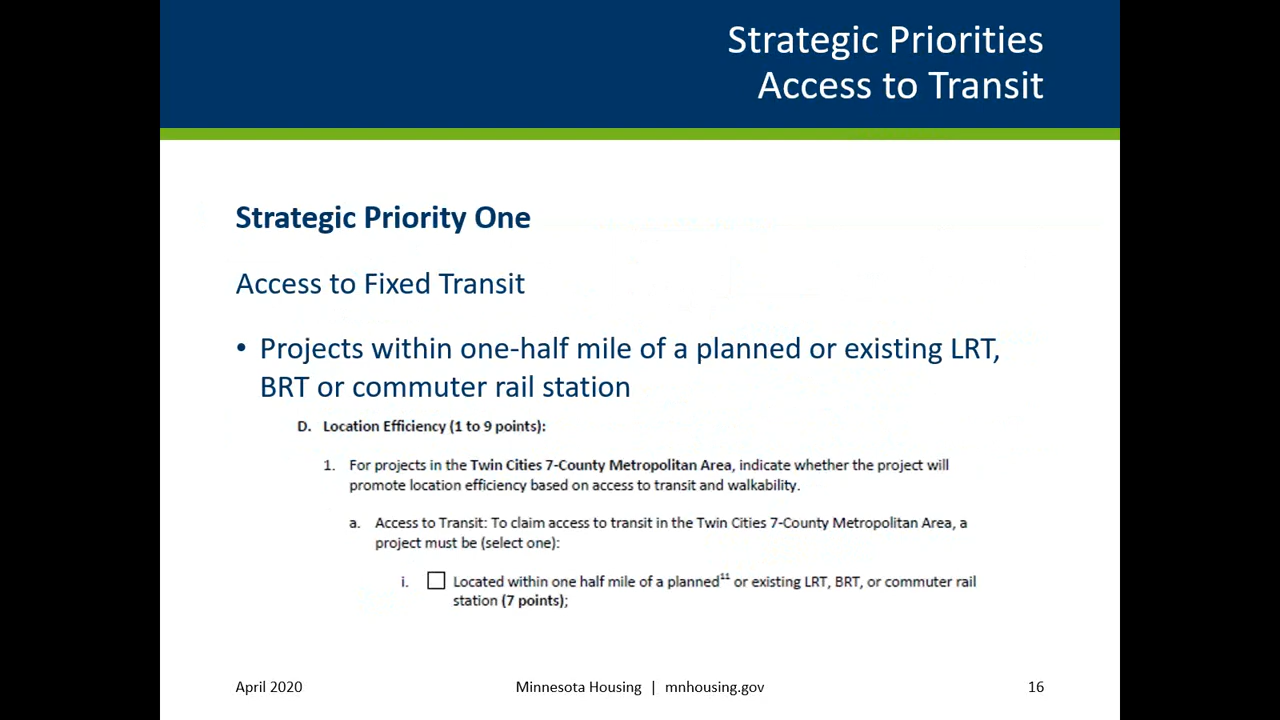 Strategic Priorities
Access to Transit
Strategic Priority One
Access to Fixed Transit
• Projects within one-half mile of a planned or existing LRT,
BRT or commuter rail station
D. Location Efficiency (1 to 9 points):
1. For projects in the Twin Cities 7-County Metropolitan Area, indicate whether the project will
promote location efficiency based on access to transit and walkability.
a. Access to Transit: To claim access to transit in the Twin Cities 7-County Metropolitan Area, a
project must be (select one):
i. ☐ Located within one half mile of a planned¹¹ or existing LRT, BRT, or commuter rail
station (7 points);
April 2020 Minnesota Housing | mnhousing.gov 16